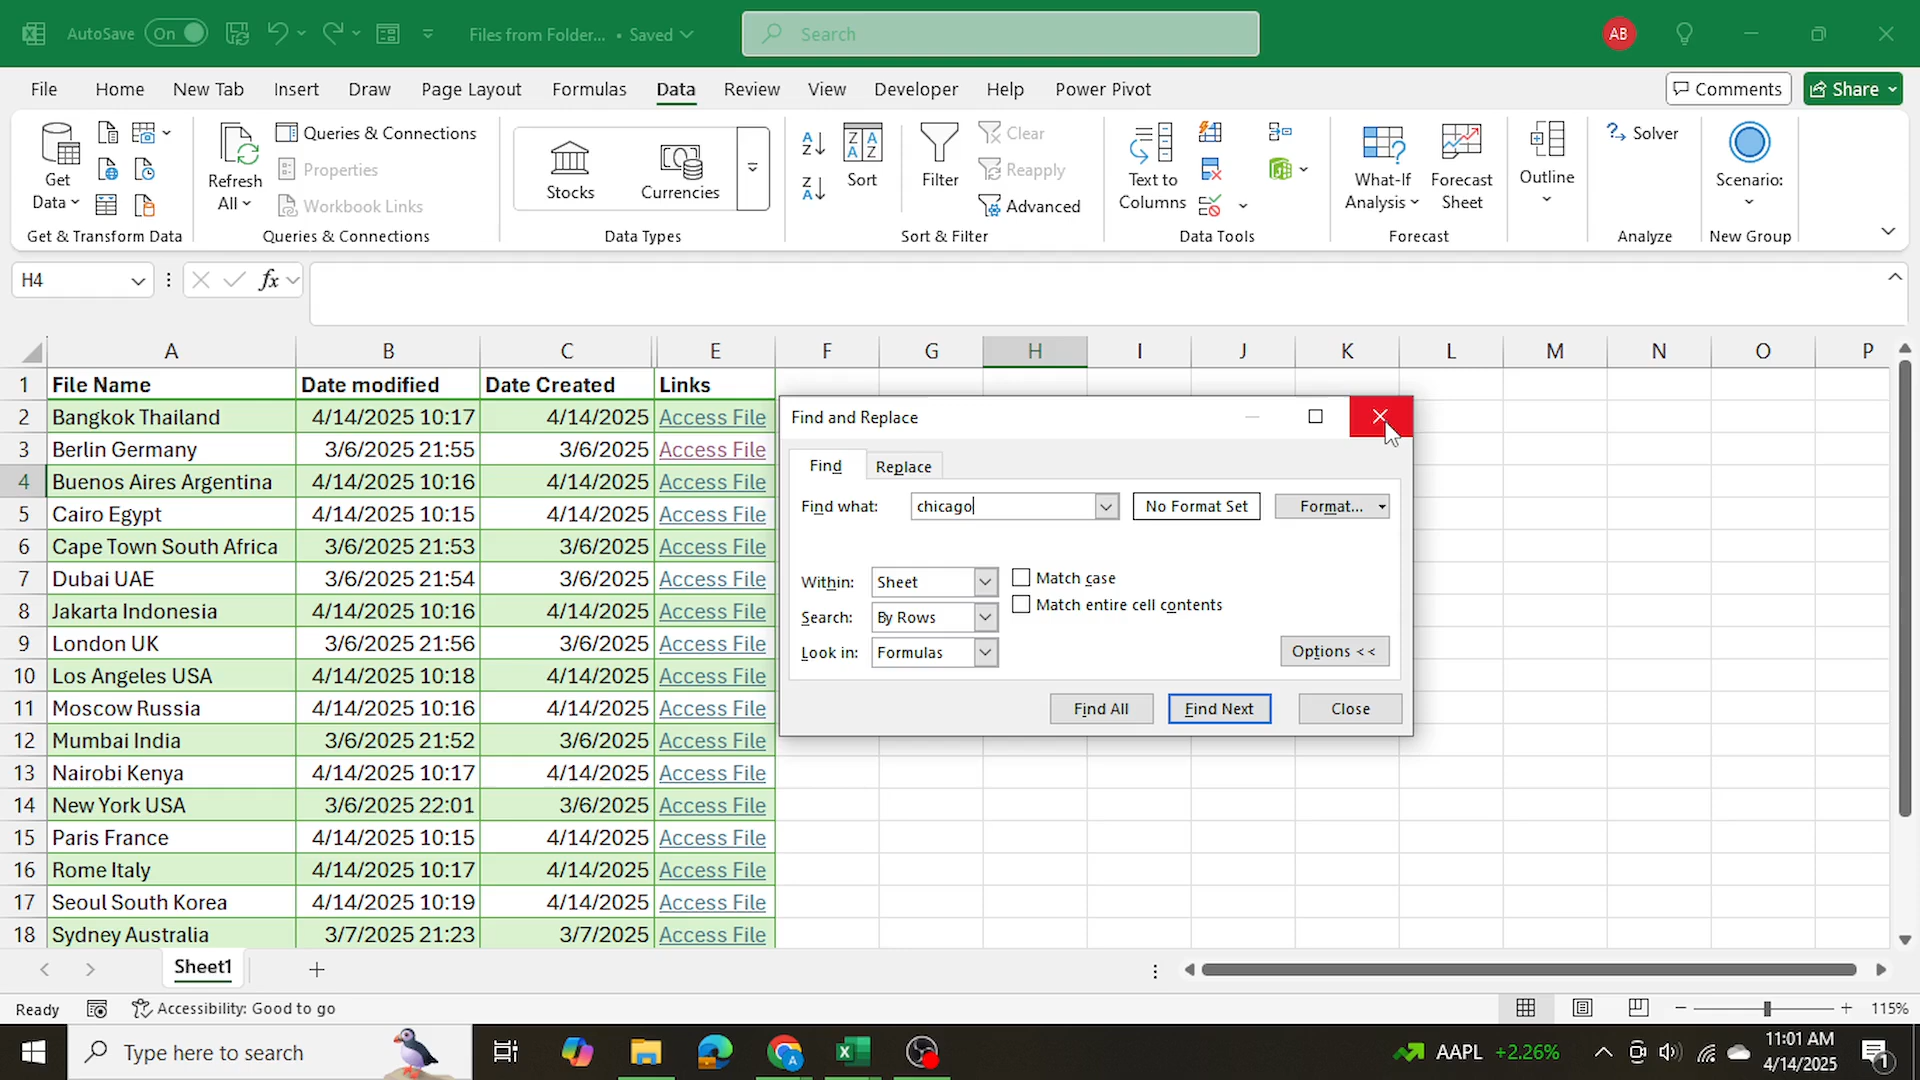 AutoSave On Files from Folder... • Saved Search AB
File Home New Tab Insert Draw Page Layout Formulas Data Review View Developer Help Power Pivot Comments Share
Get Data
Refresh All
Queries & Connections
Properties
Workbook Links
Stocks
Currencies
Sort
Filter
Clear
Reapply
Advanced
Text to Columns
What-If Analysis
Forecast Sheet
Outline
Solver
Scenario:
Get & Transform Data Queries & Connections Data Types Sort & Filter Data Tools Forecast Analyze New Group
H4 fx
A B C E F G H I J K L M N O P
1 File Name Date modified Date Created Links
2 Bangkok Thailand 4/14/2025 10:17 4/14/2025 Access File
3 Berlin Germany 3/6/2025 21:55 3/6/2025 Access File
4 Buenos Aires Argentina 4/14/2025 10:16 4/14/2025 Access File
5 Cairo Egypt 4/14/2025 10:15 4/14/2025 Access File
6 Cape Town South Africa 3/6/2025 21:53 3/6/2025 Access File
7 Dubai UAE 3/6/2025 21:54 3/6/2025 Access File
8 Jakarta Indonesia 4/14/2025 10:16 4/14/2025 Access File
9 London UK 3/6/2025 21:56 3/6/2025 Access File
10 Los Angeles USA 4/14/2025 10:18 4/14/2025 Access File
11 Moscow Russia 4/14/2025 10:16 4/14/2025 Access File
12 Mumbai India 3/6/2025 21:52 3/6/2025 Access File
13 Nairobi Kenya 4/14/2025 10:17 4/14/2025 Access File
14 New York USA 3/6/2025 22:01 3/6/2025 Access File
15 Paris France 4/14/2025 10:15 4/14/2025 Access File
16 Rome Italy 4/14/2025 10:17 4/14/2025 Access File
17 Seoul South Korea 4/14/2025 10:19 4/14/2025 Access File
18 Sydney Australia 3/7/2025 21:23 3/7/2025 Access File
Find and Replace
Find Replace
Find what: chicago No Format Set Format...
Within: Sheet Match case
Search: By Rows Match entire cell contents
Look in: Formulas Options <<
Find All Find Next Close
Sheet1
Ready Accessibility: Good to go 115%
Type here to search AAPL +2.26% 11:01 AM
4/14/2025
1